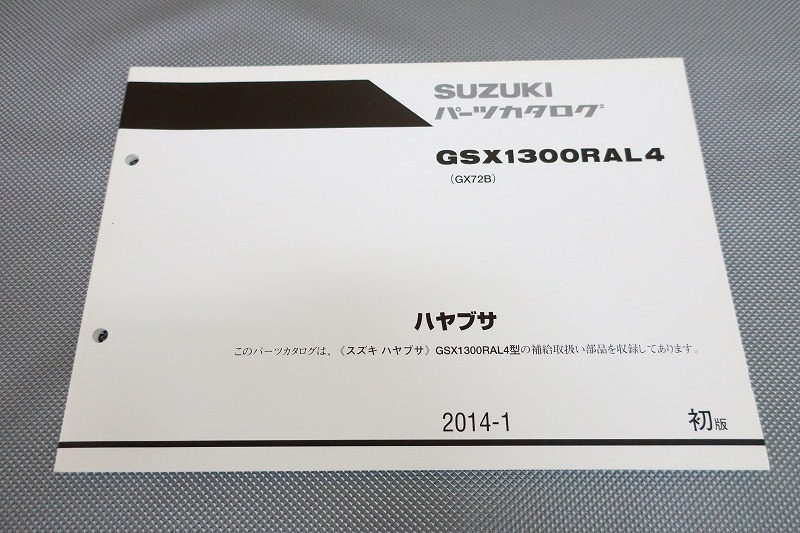 SUZUKI
パーツカタログ
GSX1300RAL4
(GX72B)
ハヤブサ
このパーツカタログは、《スズキ ハヤブサ》GSX1300RAL4型の補給取扱い部品を収録してあります。
2014-1 初版